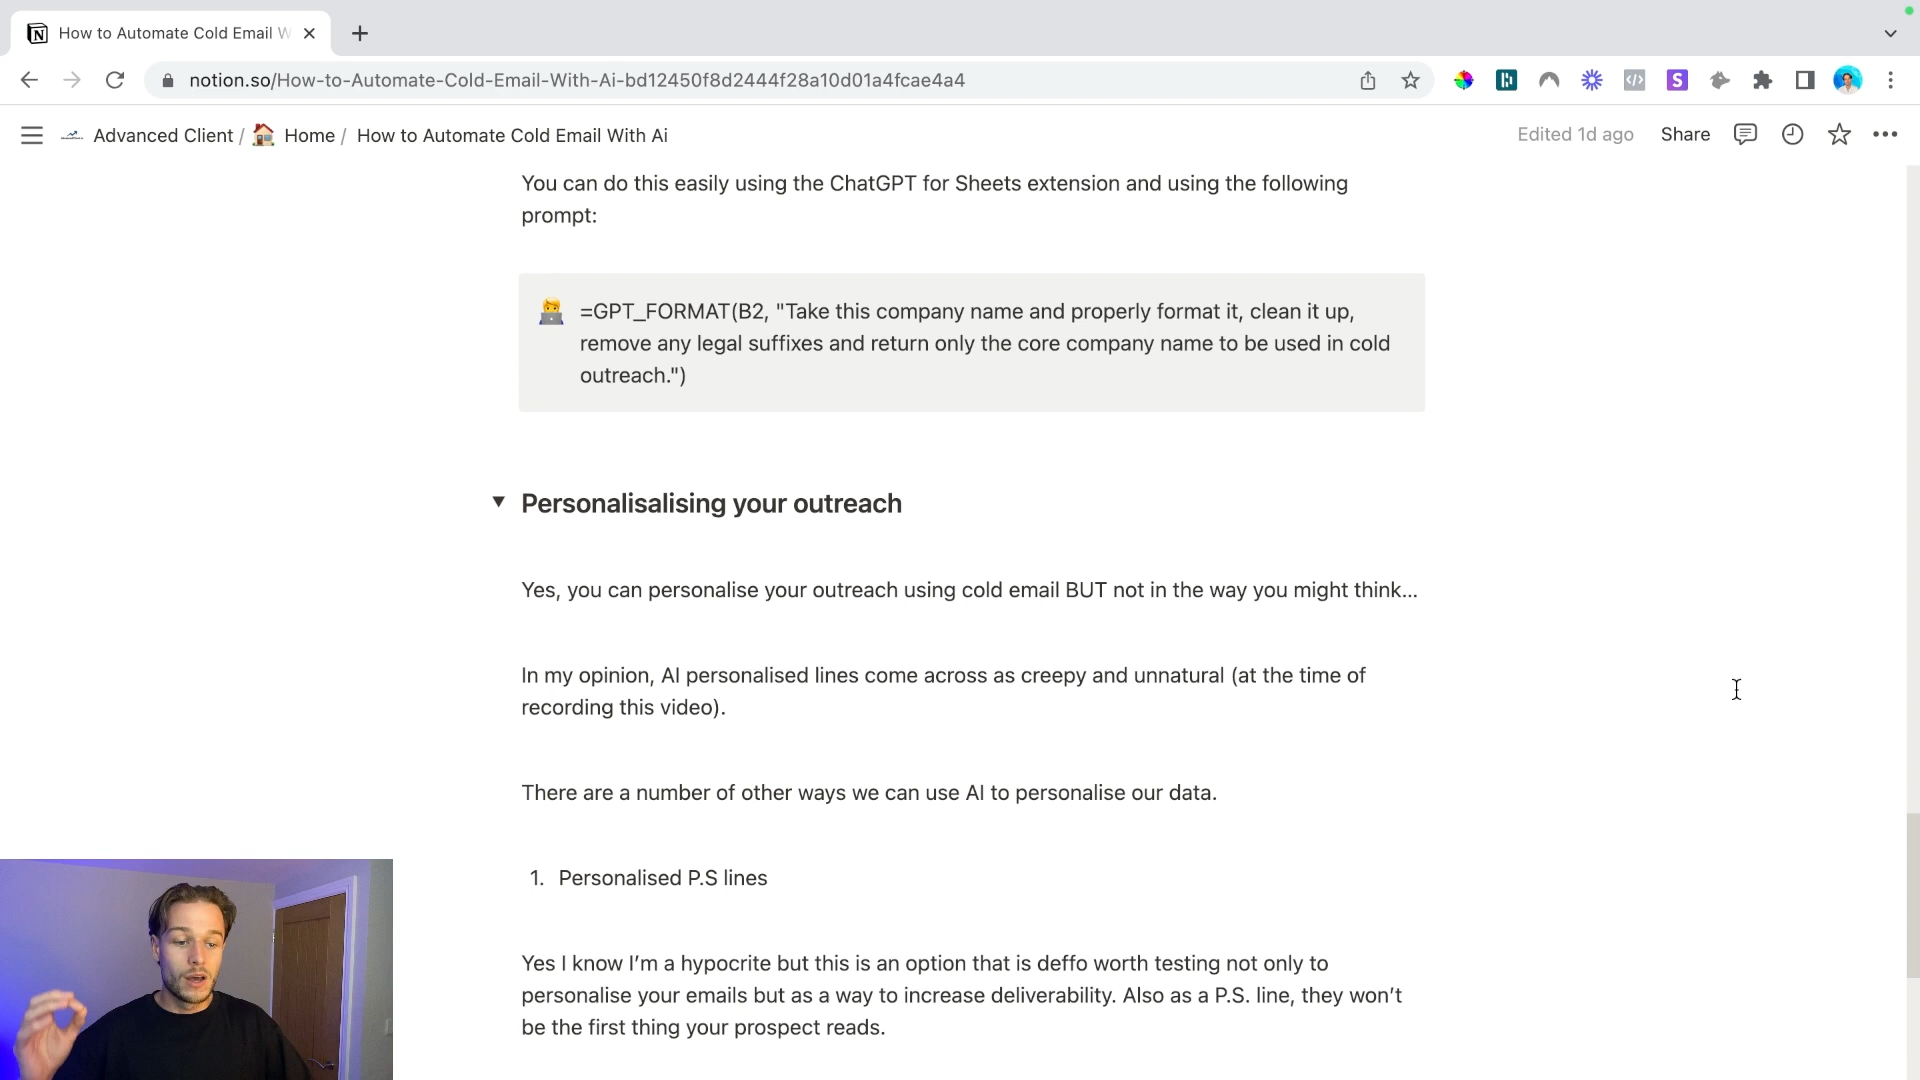 How to Automate Cold Email W
notion.so/How-to-Automate-Cold-Email-With-Ai-bd12450f8d2444f28a10d01a4fcae4a4
Advanced Client / Home / How to Automate Cold Email With Ai
Edited 1d ago Share
You can do this easily using the ChatGPT for Sheets extension and using the following
prompt:
=GPT_FORMAT(B2, "Take this company name and properly format it, clean it up,
remove any legal suffixes and return only the core company name to be used in cold
outreach.")
Personalisalising your outreach
Yes, you can personalise your outreach using cold email BUT not in the way you might think...
In my opinion, AI personalised lines come across as creepy and unnatural (at the time of
recording this video).
There are a number of other ways we can use AI to personalise our data.
1. Personalised P.S lines
Yes I know I’m a hypocrite but this is an option that is deffo worth testing not only to
personalise your emails but as a way to increase deliverability. Also as a P.S. line, they won’t
be the first thing your prospect reads.